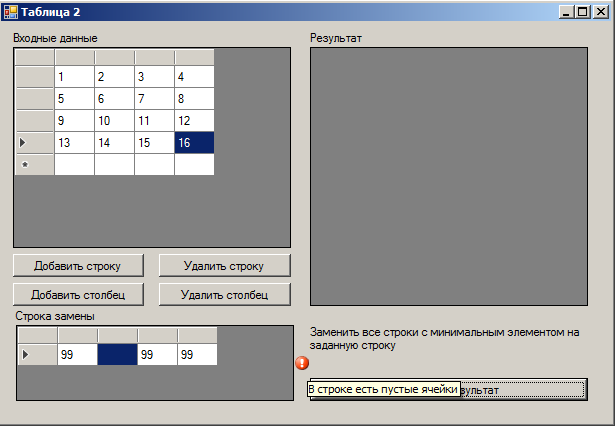 Таблица 2
Входные данные
1 2 3 4
5 6 7 8
9 10 11 12
13 14 15 16
*
Добавить строку Удалить строку
Добавить столбец Удалить столбец
Строка замены
99 99 99
Результат
Заменить все строки с минимальным элементом на
заданную строку
В строке есть пустые ячейки